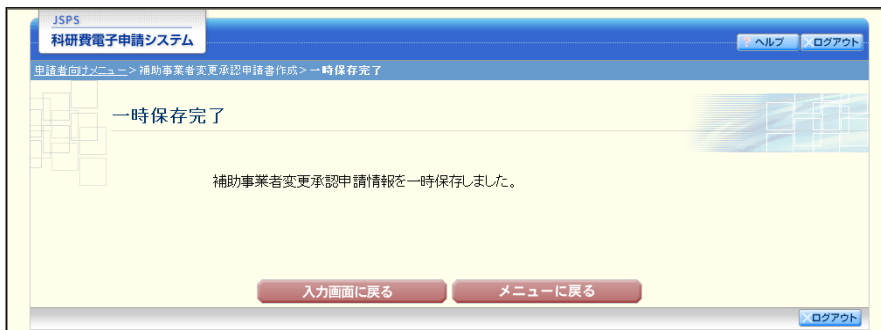 JSPS
科研費電子申請システム
? ヘルプ ×ログアウト
申請者向けメニュー>補助事業者変更承認申請書作成>一時保存完了
一時保存完了
補助事業者変更承認申請情報を一時保存しました。
入力画面に戻る メニューに戻る
×ログアウト